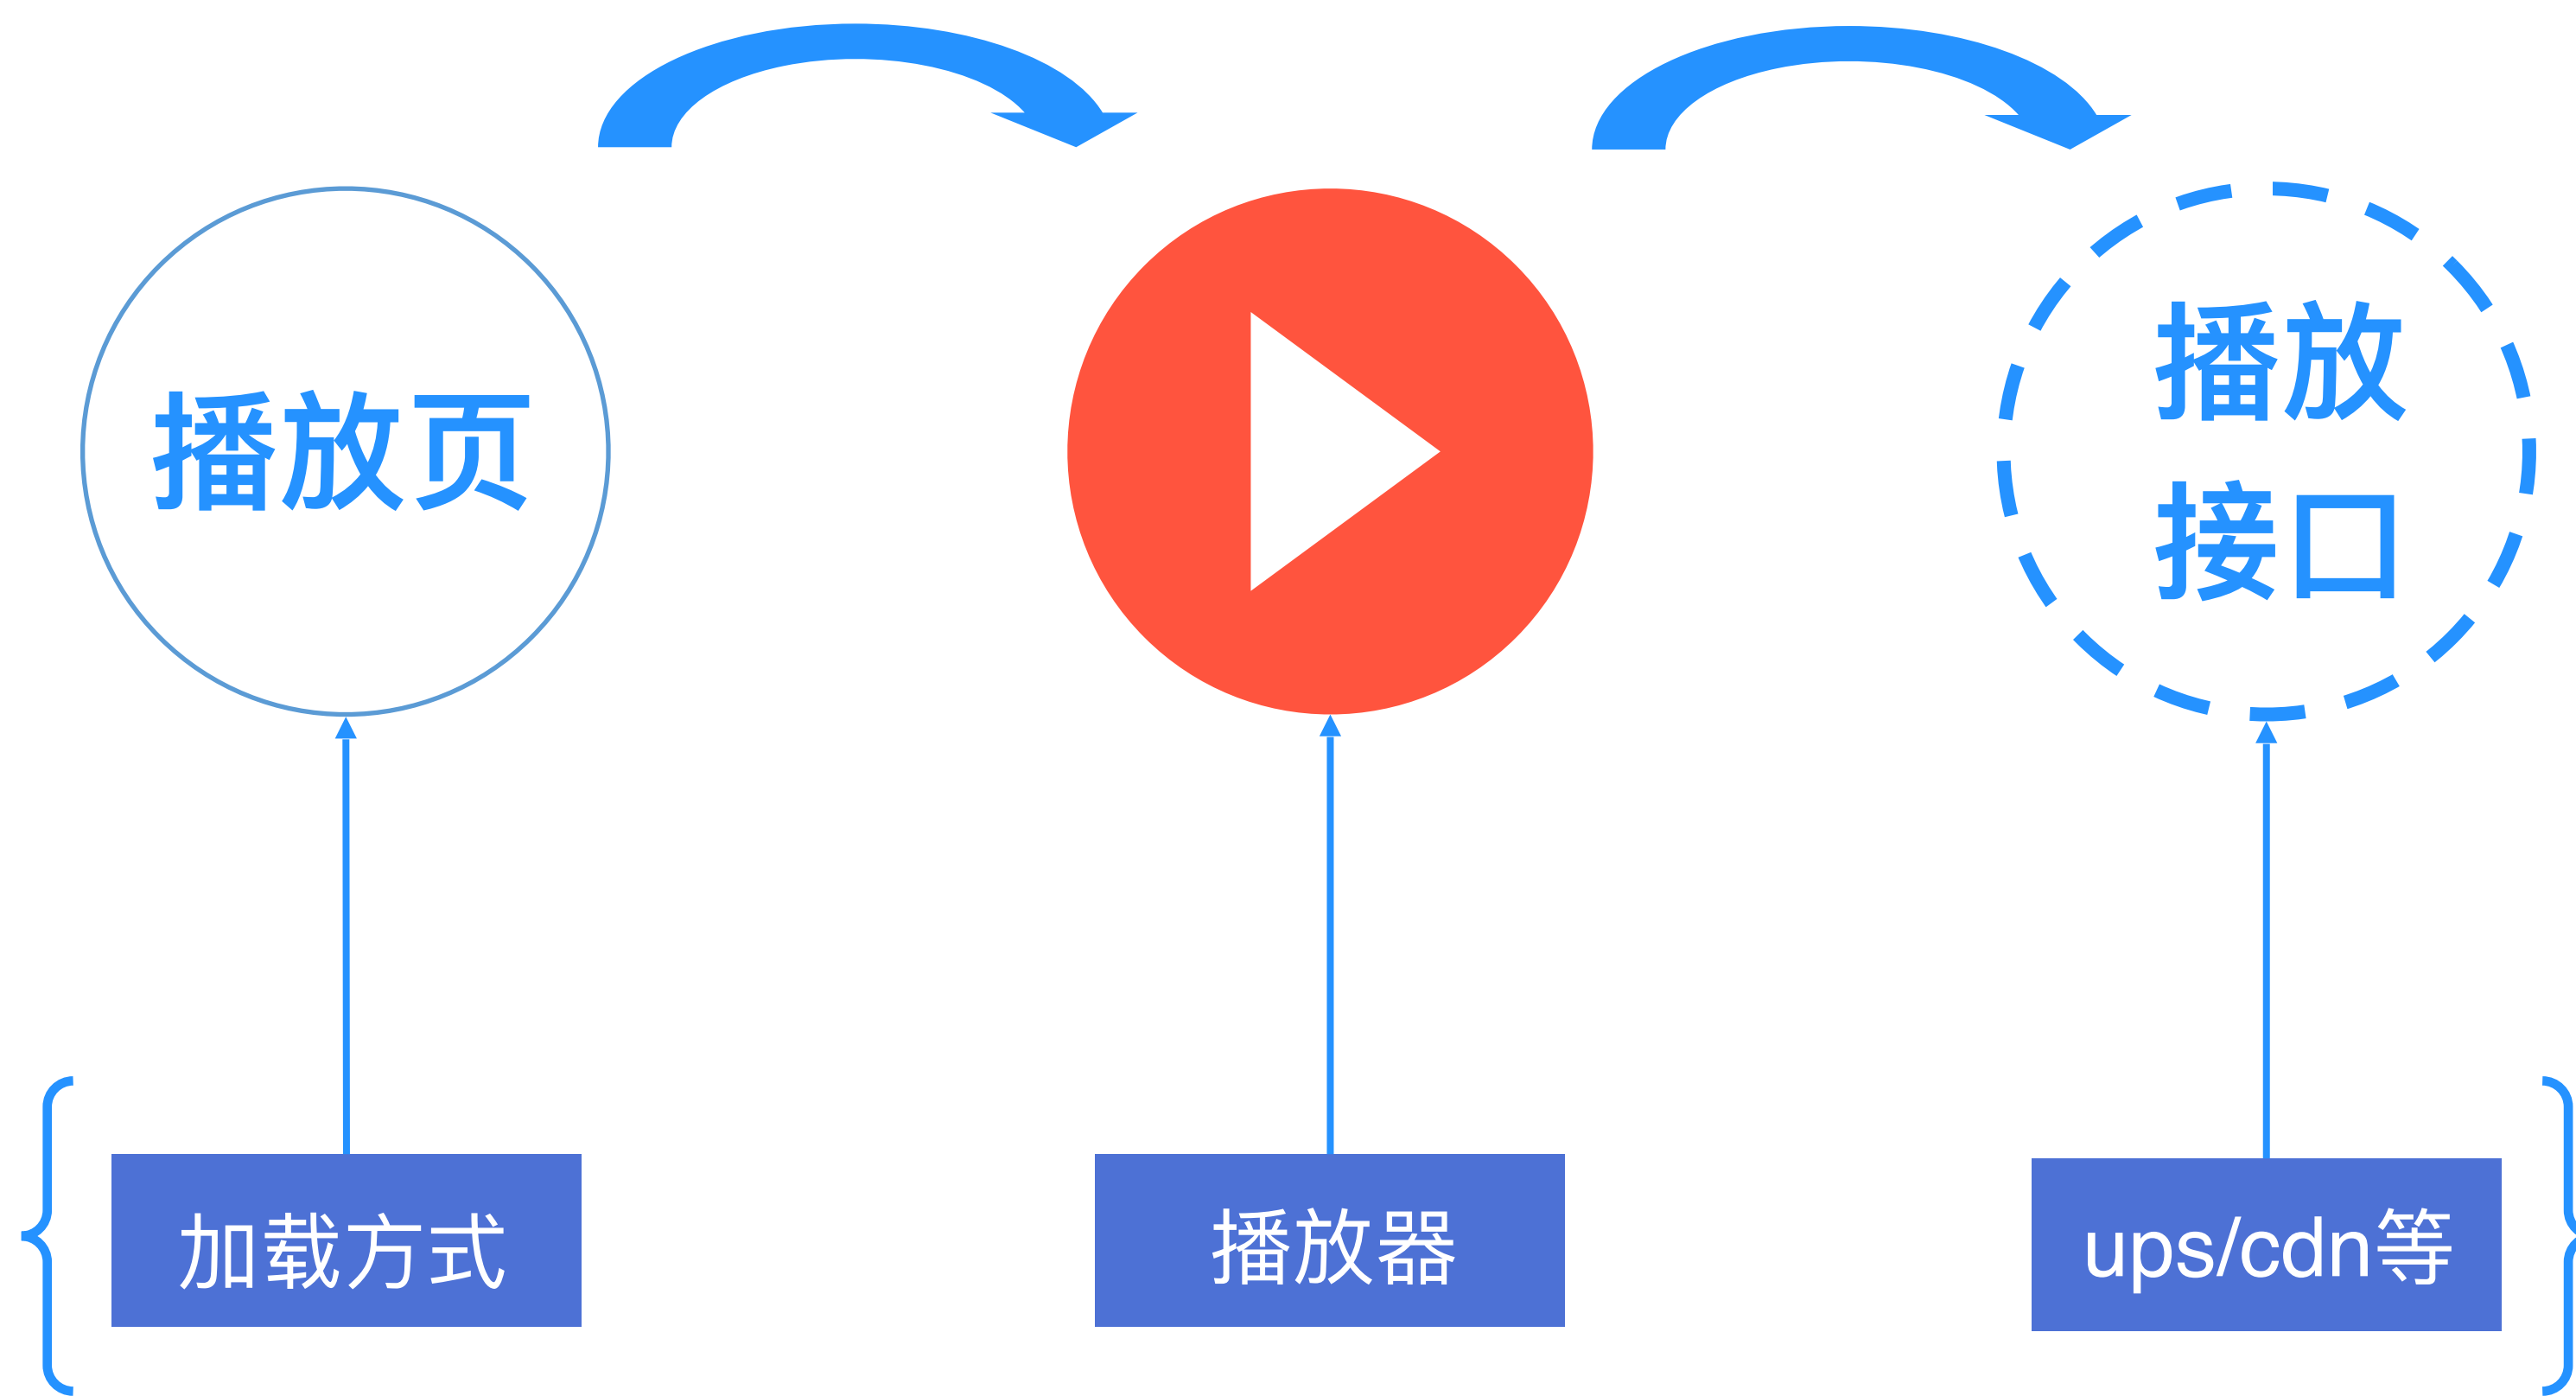 播放页
播放
接口
加载方式
播放器
ups/cdn等